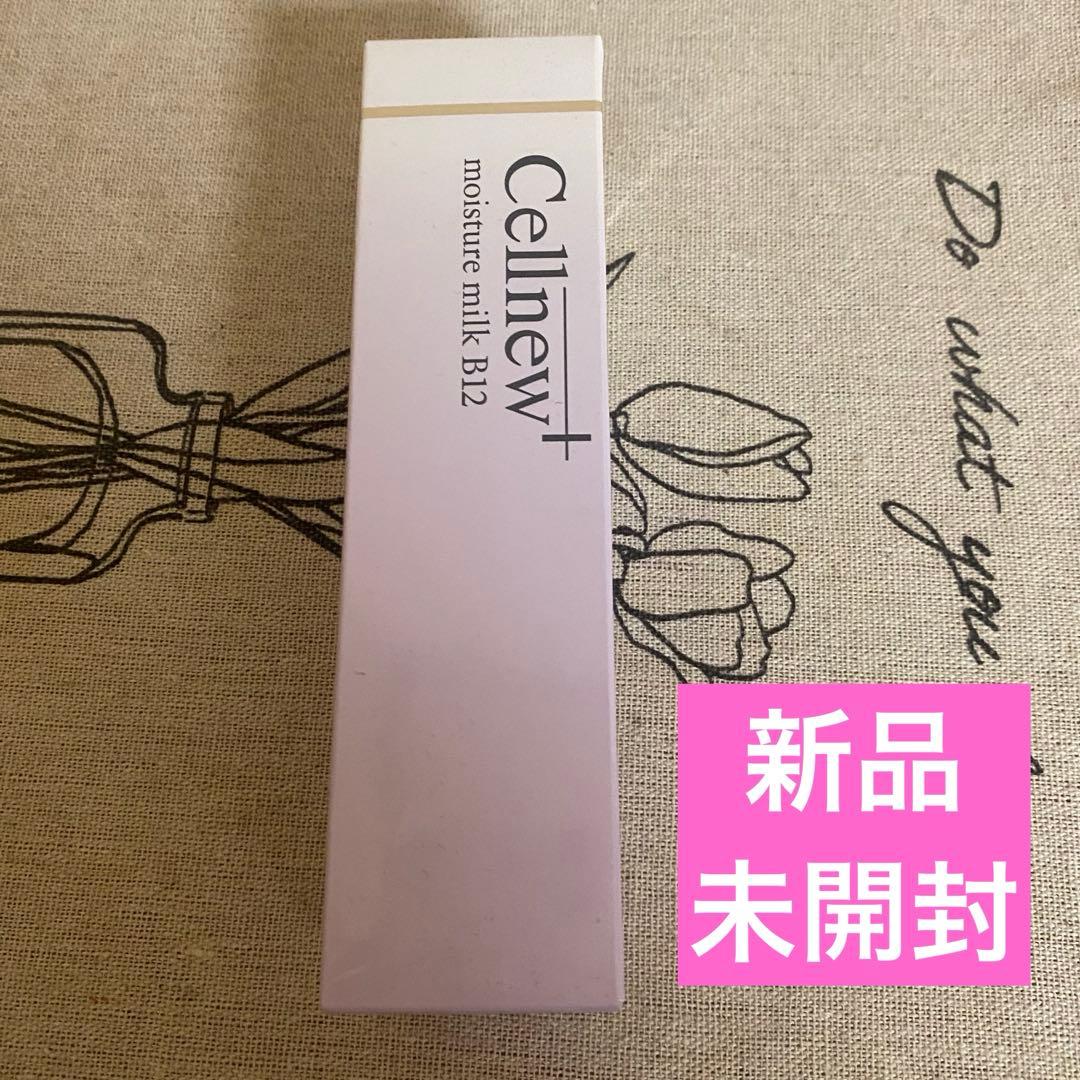 Cellnew+
moisture milk B12
Do what you
新品
未開封